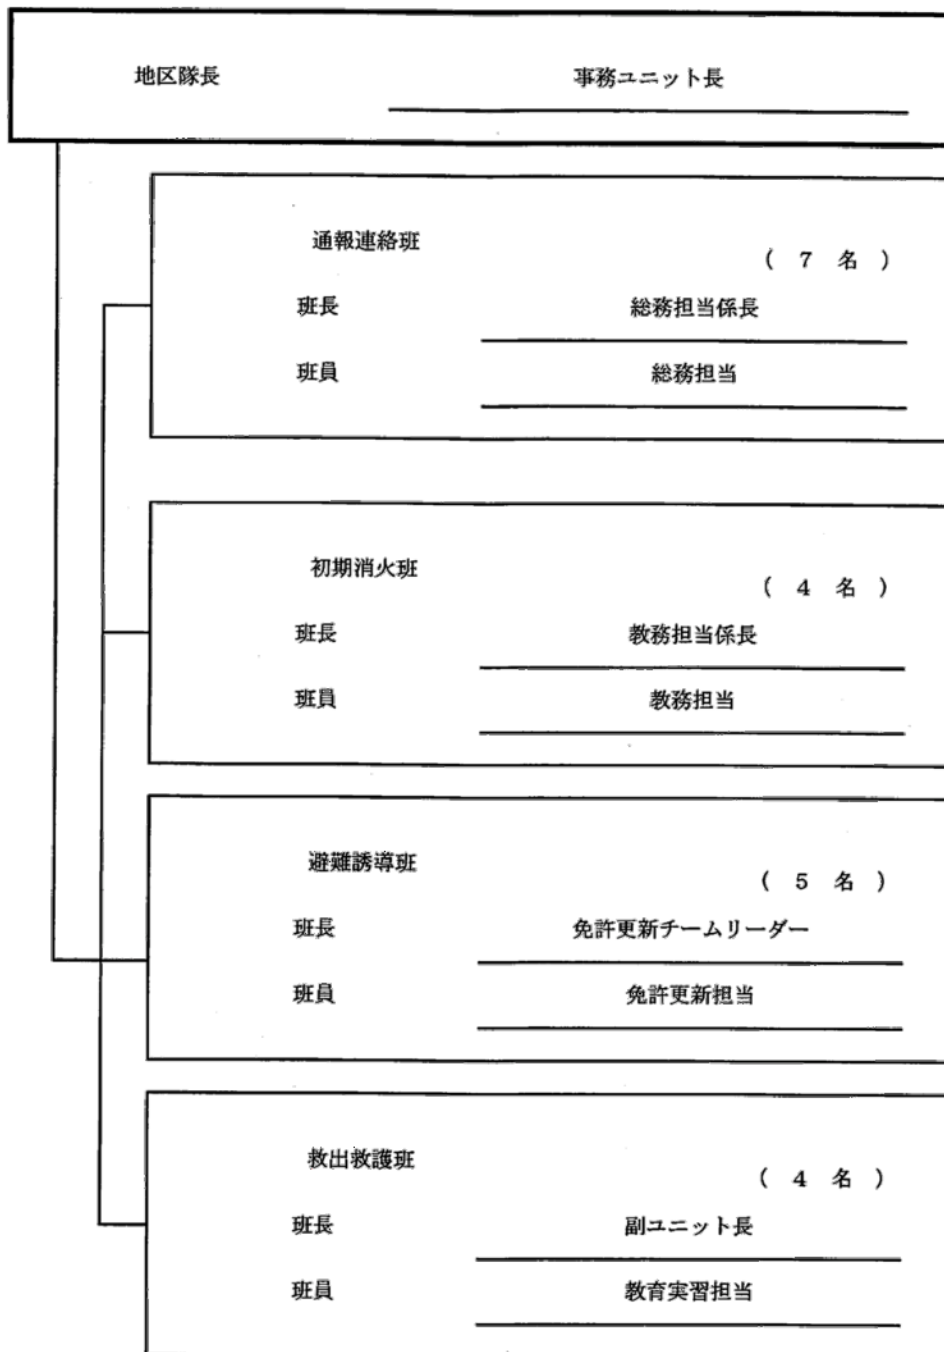 地区隊長 事務ユニット長
通報連絡班
( 7 名 )
班長 総務担当係長
班員 総務担当
初期消火班
( 4 名 )
班長 教務担当係長
班員 教務担当
避難誘導班
( 5 名 )
班長 免許更新チームリーダー
班員 免許更新担当
救出救護班
( 4 名 )
班長 副ユニット長
班員 教育実習担当